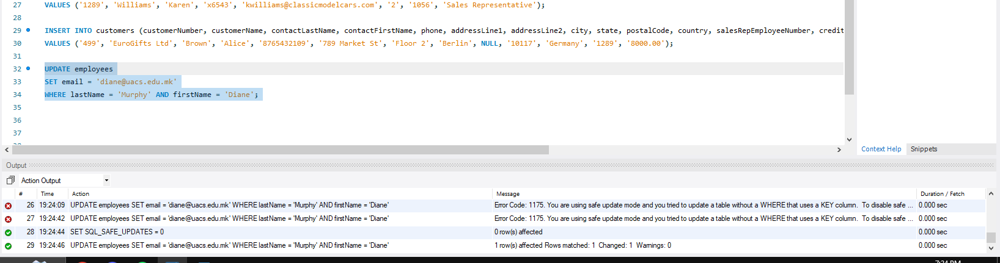 27 VALUES ('1289', 'Williams', 'Karen', 'x6543', 'kwilliams@classicmodelcars.com', '2', '1056', 'Sales Representative');
28
29 INSERT INTO customers (customerNumber, customerName, contactLastName, contactFirstName, phone, addressLine1, addressLine2, city, state, postalCode, country, salesRepEmployeeNumber, credit
30 VALUES ('499', 'EuroGifts Ltd', 'Brown', 'Alice', '8765432109', '789 Market St', 'Floor 2', 'Berlin', NULL, '10117', 'Germany', '1289', '8000.00');
31
32 UPDATE employees
33 SET email = 'diane@uacs.edu.mk'
34 WHERE lastName = 'Murphy' AND firstName = 'Diane';
35
36
37
Context Help Snippets
Output
Action Output
# Time Action Message Duration / Fetch
26 19:24:09 UPDATE employees SET email = 'diane@uacs.edu.mk' WHERE lastName = 'Murphy' AND firstName = 'Diane' Error Code: 1175. You are using safe update mode and you tried to update a table without a WHERE that uses a KEY column.  To disable safe ... 0.000 sec
27 19:24:42 UPDATE employees SET email = 'diane@uacs.edu.mk' WHERE lastName = 'Murphy' AND firstName = 'Diane' Error Code: 1175. You are using safe update mode and you tried to update a table without a WHERE that uses a KEY column.  To disable safe ... 0.000 sec
28 19:24:44 SET SQL_SAFE_UPDATES = 0 0 row(s) affected 0.000 sec
29 19:24:46 UPDATE employees SET email = 'diane@uacs.edu.mk' WHERE lastName = 'Murphy' AND firstName = 'Diane' 1 row(s) affected Rows matched: 1  Changed: 1  Warnings: 0 0.000 sec